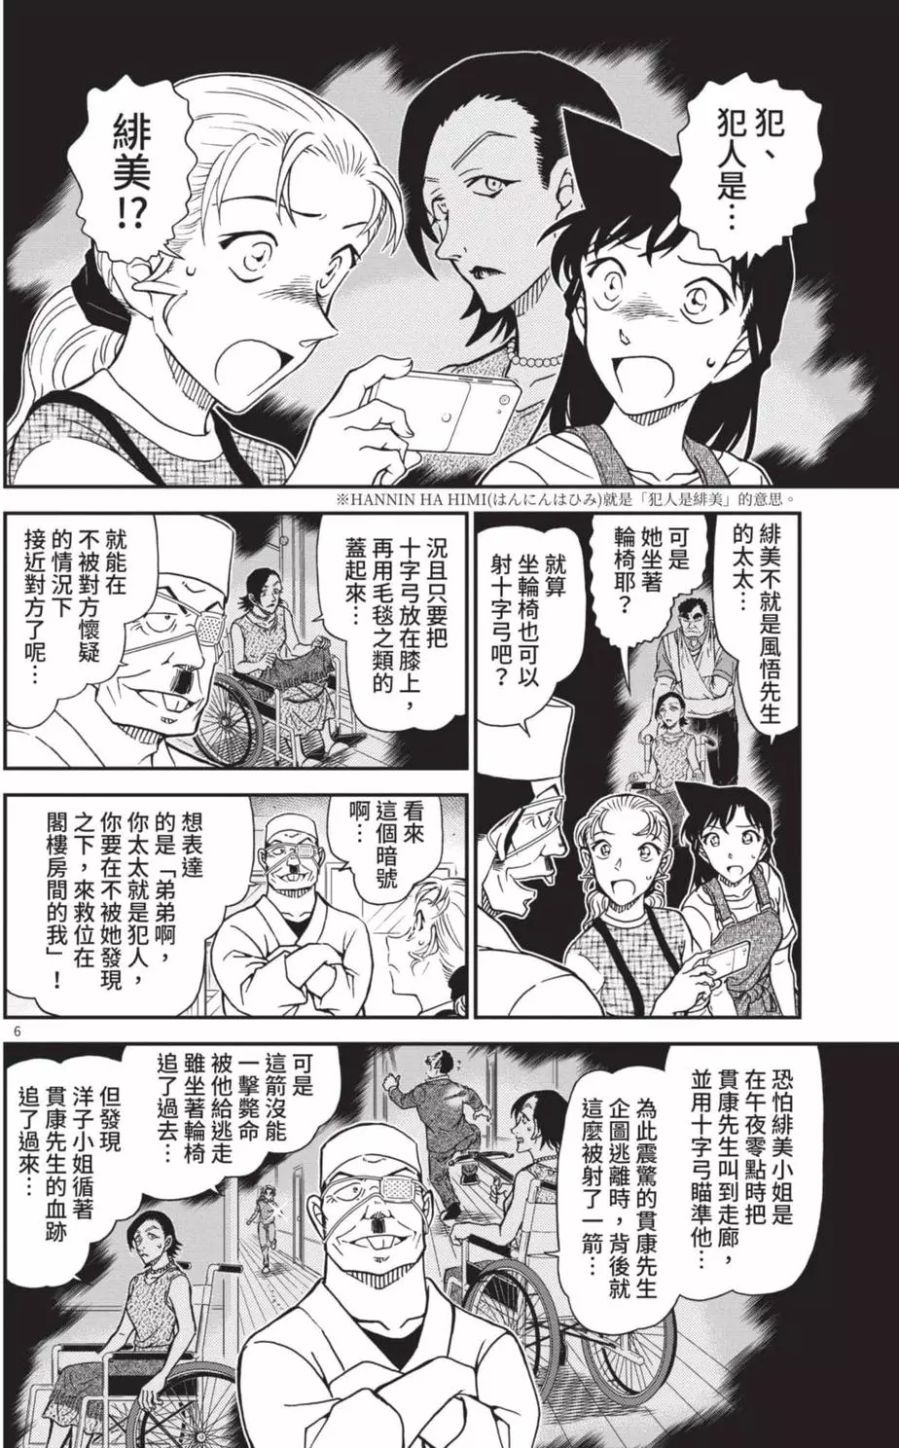 犯、
犯人是…
緋美!?
※HANNIN HA HIMI(はんにんはひみ)就是「犯人是緋美」的意思。
緋美不就是風悟先生
的太太…
可是
她坐著
輪椅耶?
就算
坐輪椅也可以
射十字弓吧?
況且只要把
十字弓放在膝上,
再用毛毯之類的
蓋起來…
就能在
不被對方懷疑
的情況下
接近對方了呢…
看來
這個暗號
啊…
想表達
的是「弟弟啊,
你太太就是犯人,
你要在不被她發現
之下,來救位在
閣樓房間的我」!
6
恐怕緋美小姐是
在午夜零點時把
貫康先生叫到走廊,
並用十字弓瞄準他…
為此震驚的貫康先生
企圖逃離時,背後就
這麼被射了一箭…
可是
這箭沒能
一擊斃命
被他給逃走
雖坐著輪椅
追了過去…
但發現
洋子小姐循著
貫康先生的血跡
追了過來…